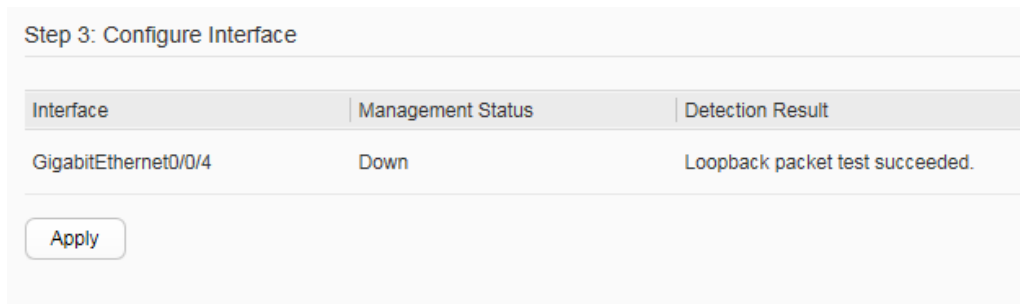 Step 3: Configure Interface
Interface Management Status Detection Result
GigabitEthernet0/0/4 Down Loopback packet test succeeded.
Apply